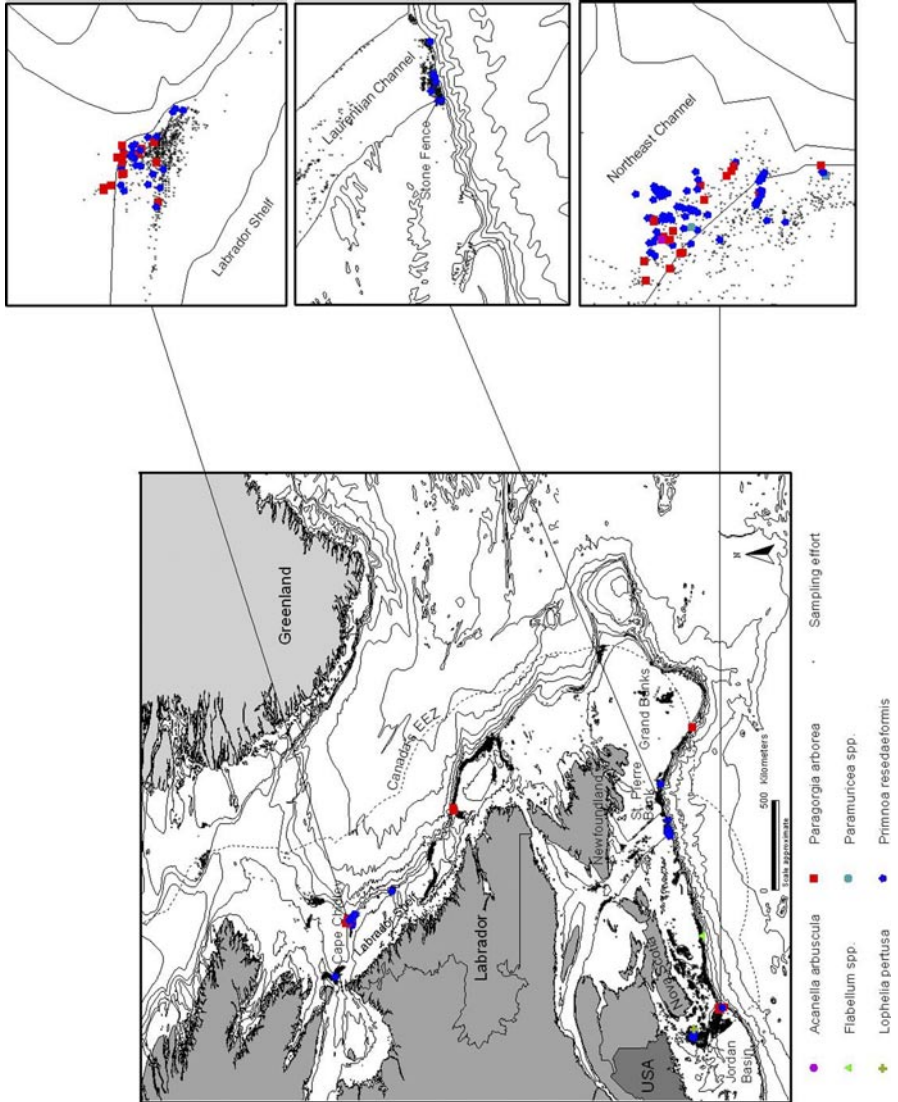 Labrador Shelf
Laurentian Channel
Stone Fence
Northeast Channel
Greenland
Canada's EEZ
Cape Chidley
Labrador Shelf
Labrador
Newfoundland
St. Pierre
Bank
Grand Banks
Nova Scotia
USA
Jordan
Basin
N
0 500 Kilometers
Scale approximate
Acanella arbuscula
Paragorgia arborea
Sampling effort
Flabellum spp.
Paramuricea spp.
Lophelia pertusa
Primnoa resedaeformis